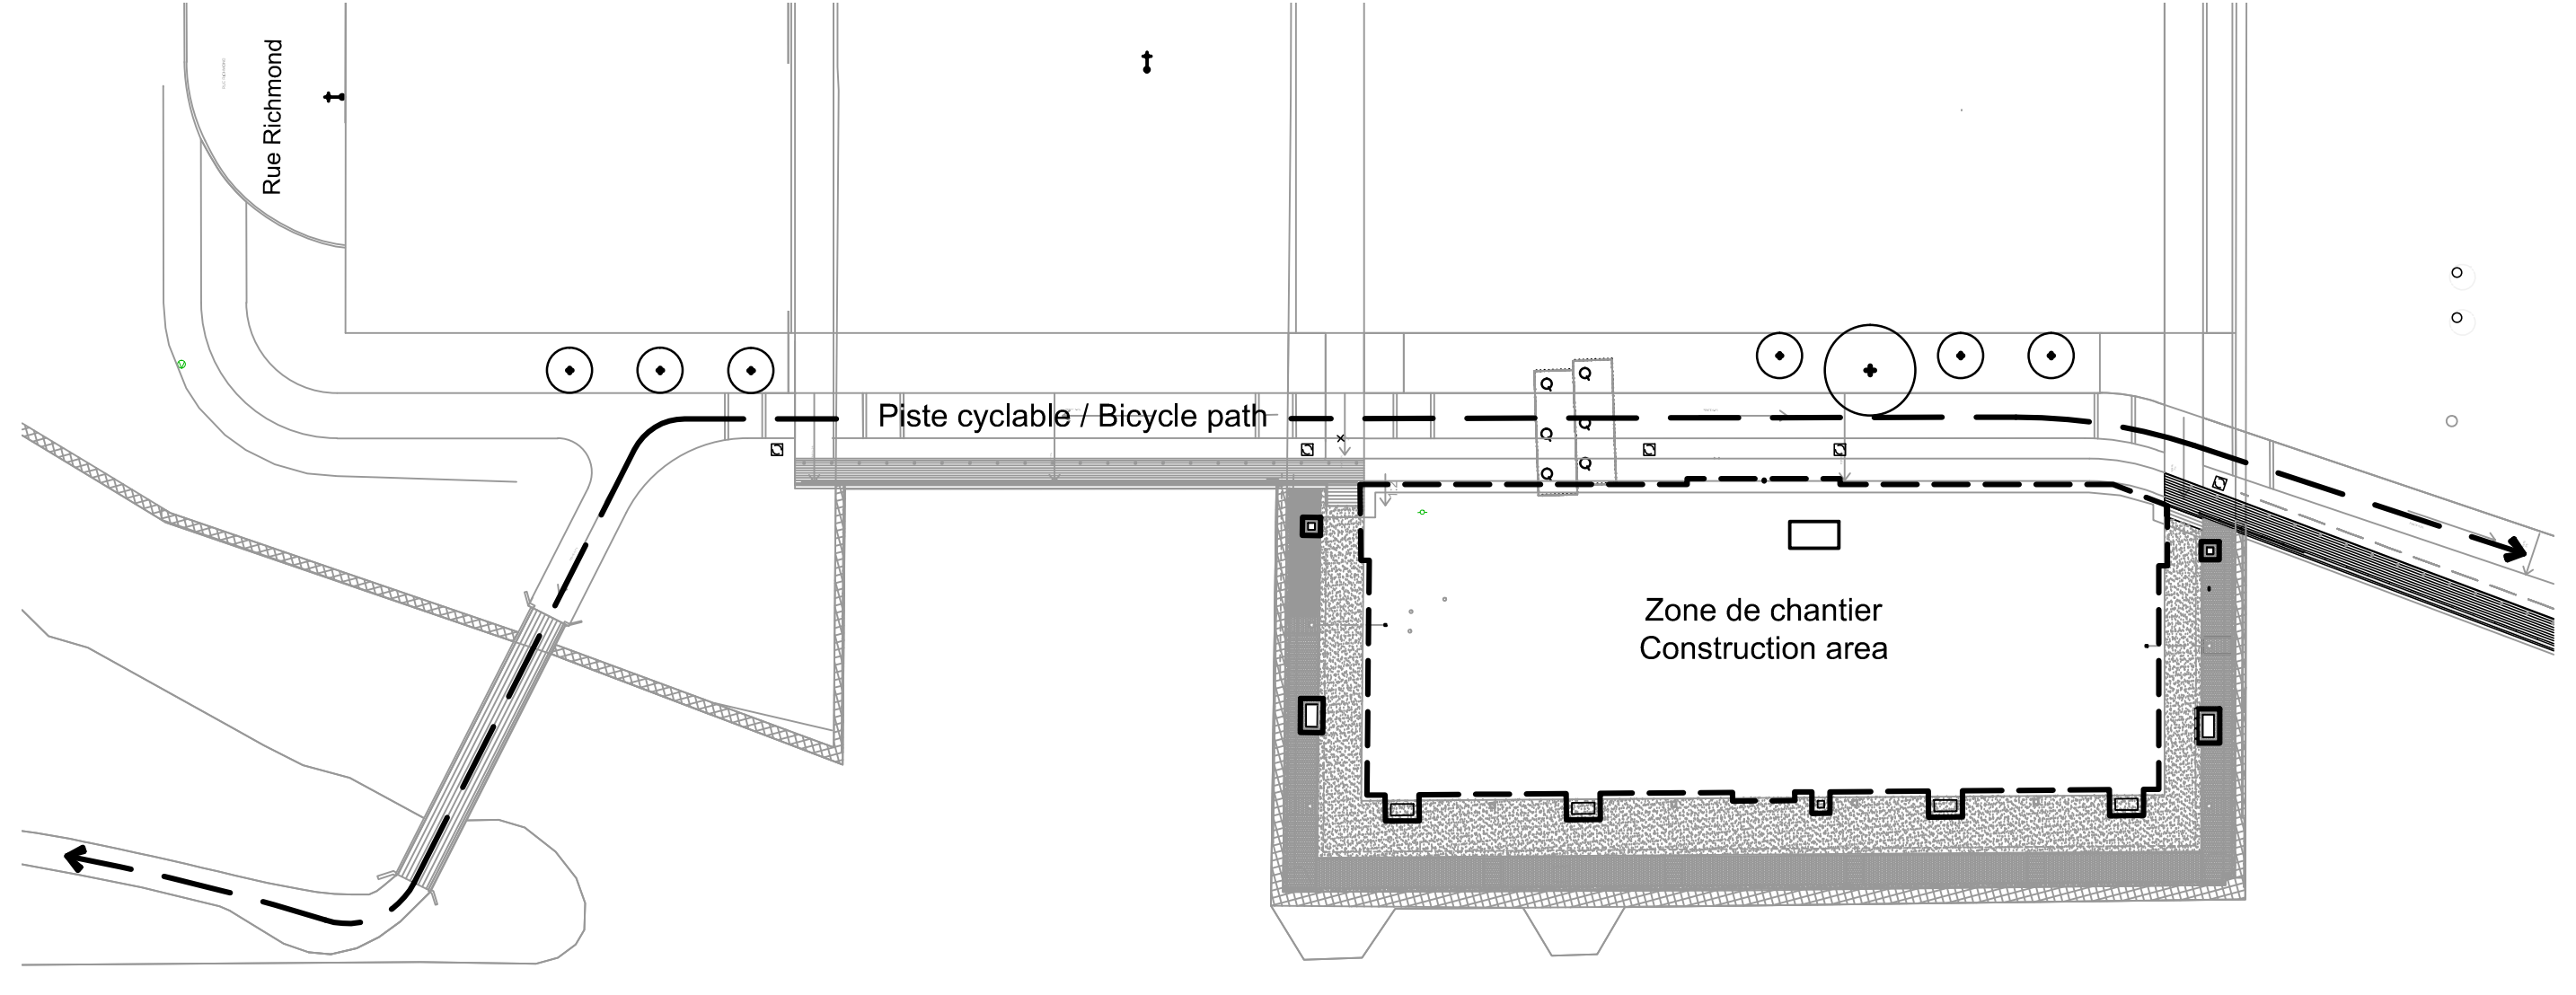 Rue Richmond
Piste cyclable / Bicycle path
Zone de chantier
Construction area